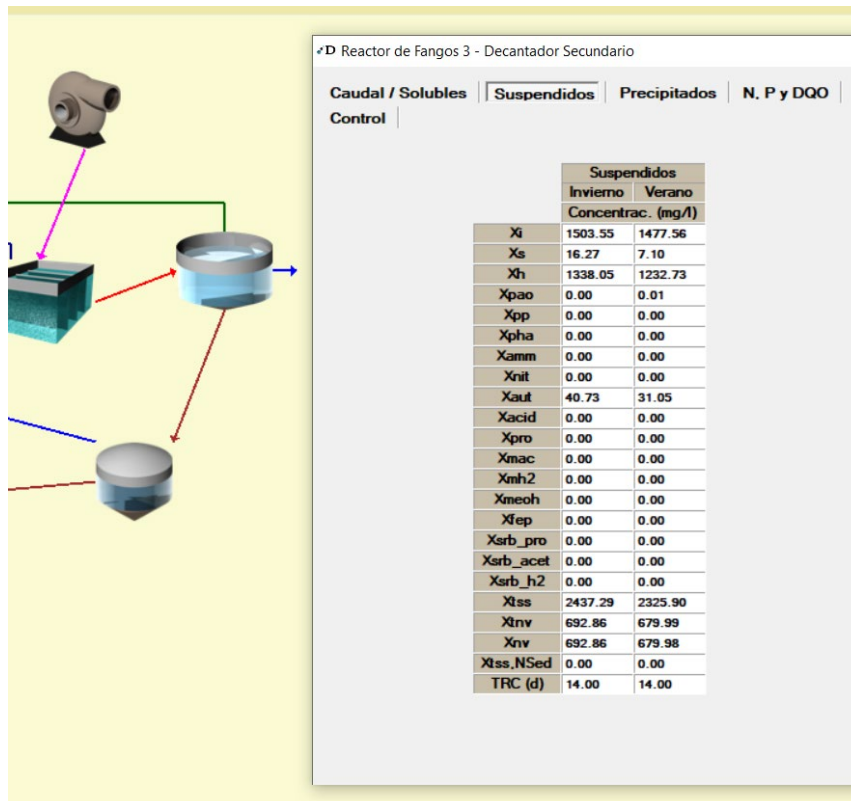 D Reactor de Fangos 3 - Decantador Secundario
Caudal / Solubles Suspendidos Precipitados N, P y DQO
Control
Suspendidos
Invierno Verano
Concentrac. (mg/l)
Xi 1503.55 1477.56
Xs 16.27 7.10
Xh 1338.05 1232.73
Xpao 0.00 0.01
Xpp 0.00 0.00
Xpha 0.00 0.00
Xamm 0.00 0.00
Xnit 0.00 0.00
Xaut 40.73 31.05
Xacid 0.00 0.00
Xpro 0.00 0.00
Xmac 0.00 0.00
Xmh2 0.00 0.00
Xmeoh 0.00 0.00
Xfep 0.00 0.00
Xsrb_pro 0.00 0.00
Xsrb_acet 0.00 0.00
Xsrb_h2 0.00 0.00
Xtss 2437.29 2325.90
Xtnv 692.86 679.99
Xnv 692.86 679.98
Xtss,NSed 0.00 0.00
TRC (d) 14.00 14.00